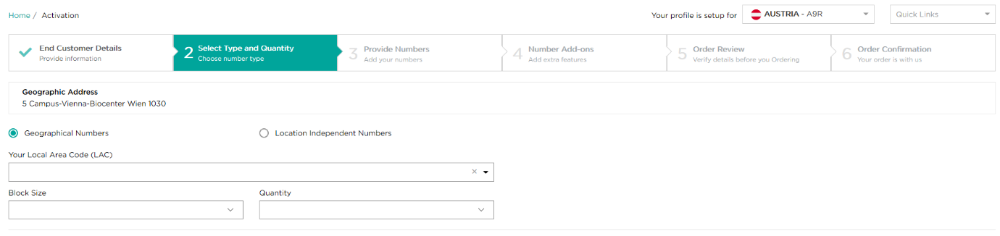 Home / Activation
Your profile is setup for AUSTRIA - A9R Quick Links
End Customer Details
Provide information
2 Select Type and Quantity
Choose number type
3 Provide Numbers
Add your numbers
4 Number Add-ons
Add extra features
5 Order Review
Verify details before you Ordering
6 Order Confirmation
Your order is with us
Geographic Address
5 Campus-Vienna-Biocenter Wien 1030
Geographical Numbers Location Independent Numbers
Your Local Area Code (LAC)
Block Size Quantity